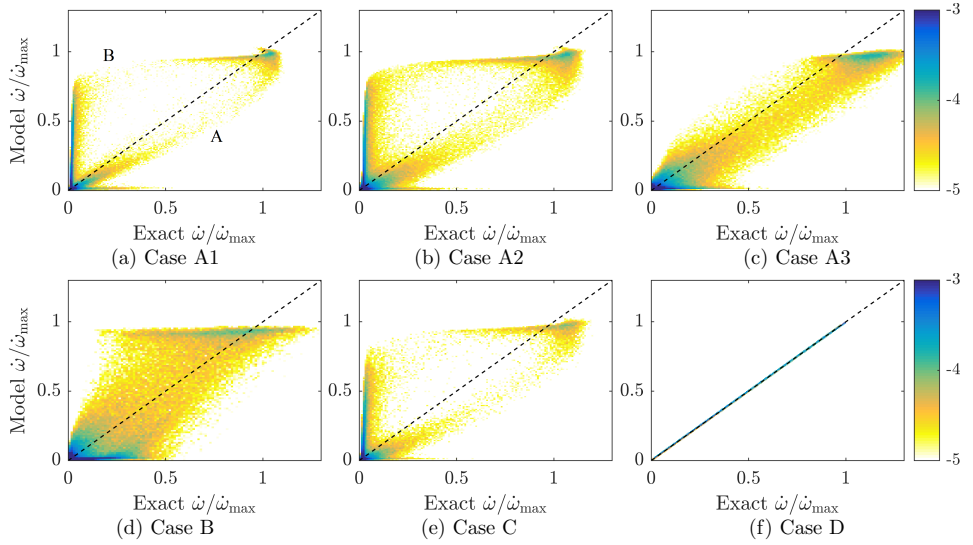 B
A
Model ω̇/ω̇max
1
0.5
0
0
0.5
1
Exact ω̇/ω̇max
(a) Case A1
1
0.5
0
0
0.5
1
Exact ω̇/ω̇max
(b) Case A2
1
0.5
0
0
0.5
1
Exact ω̇/ω̇max
(c) Case A3
-3
-4
-5
Model ω̇/ω̇max
1
0.5
0
0
0.5
1
Exact ω̇/ω̇max
(d) Case B
1
0.5
0
0
0.5
1
Exact ω̇/ω̇max
(e) Case C
1
0.5
0
0
0.5
1
Exact ω̇/ω̇max
(f) Case D
-3
-4
-5